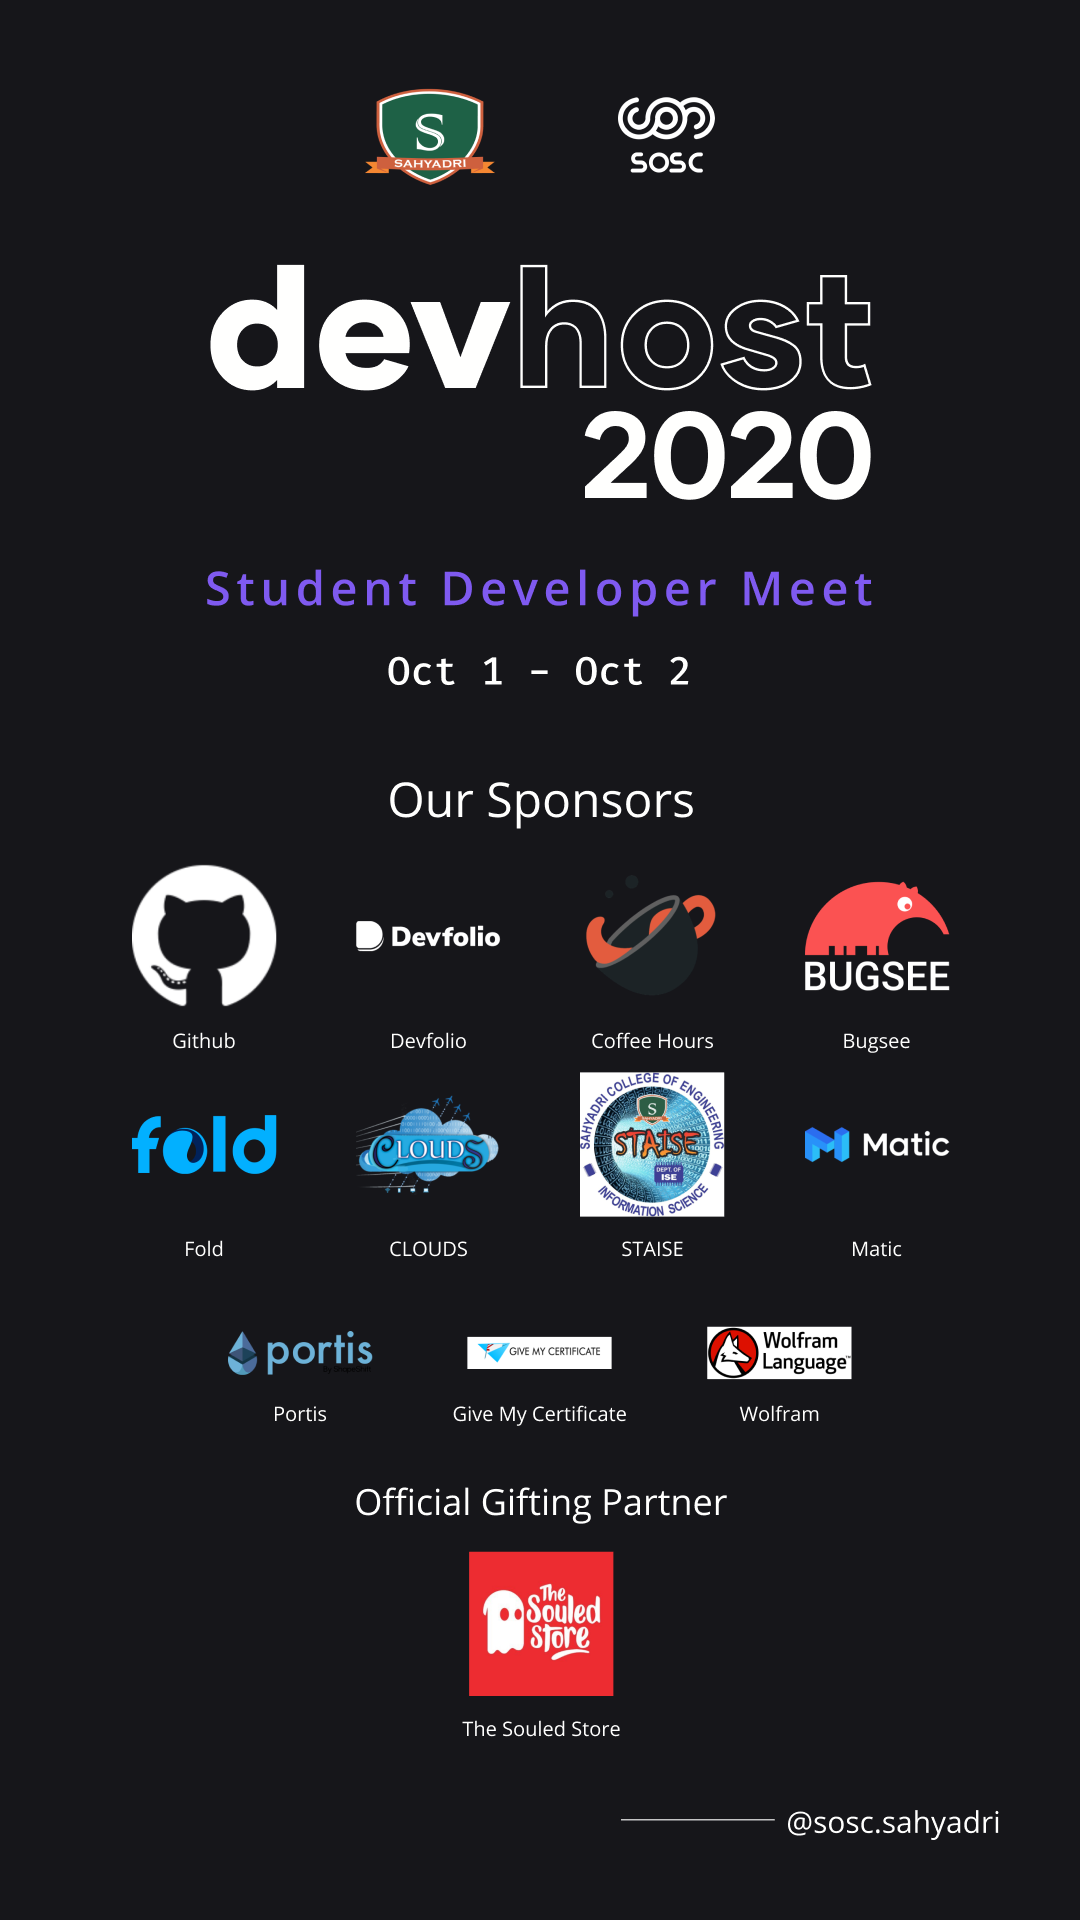 S
SAHYADRI
SOSC
devhost
2020
Student Developer Meet
Oct 1 – Oct 2
Our Sponsors
Devfolio
BUGSEE
Github
Devfolio
Coffee Hours
Bugsee
fold
CLOUDS
SAHYADRI COLLEGE OF ENGINEERING
S
STAISE
DEPT. OF
ISE
INFORMATION SCIENCE
Matic
Fold
CLOUDS
STAISE
Matic
portis
GIVE MY CERTIFICATE
Wolfram
Language™
Portis
Give My Certificate
Wolfram
Official Gifting Partner
The
Souled
Store
The Souled Store
@sosc.sahyadri